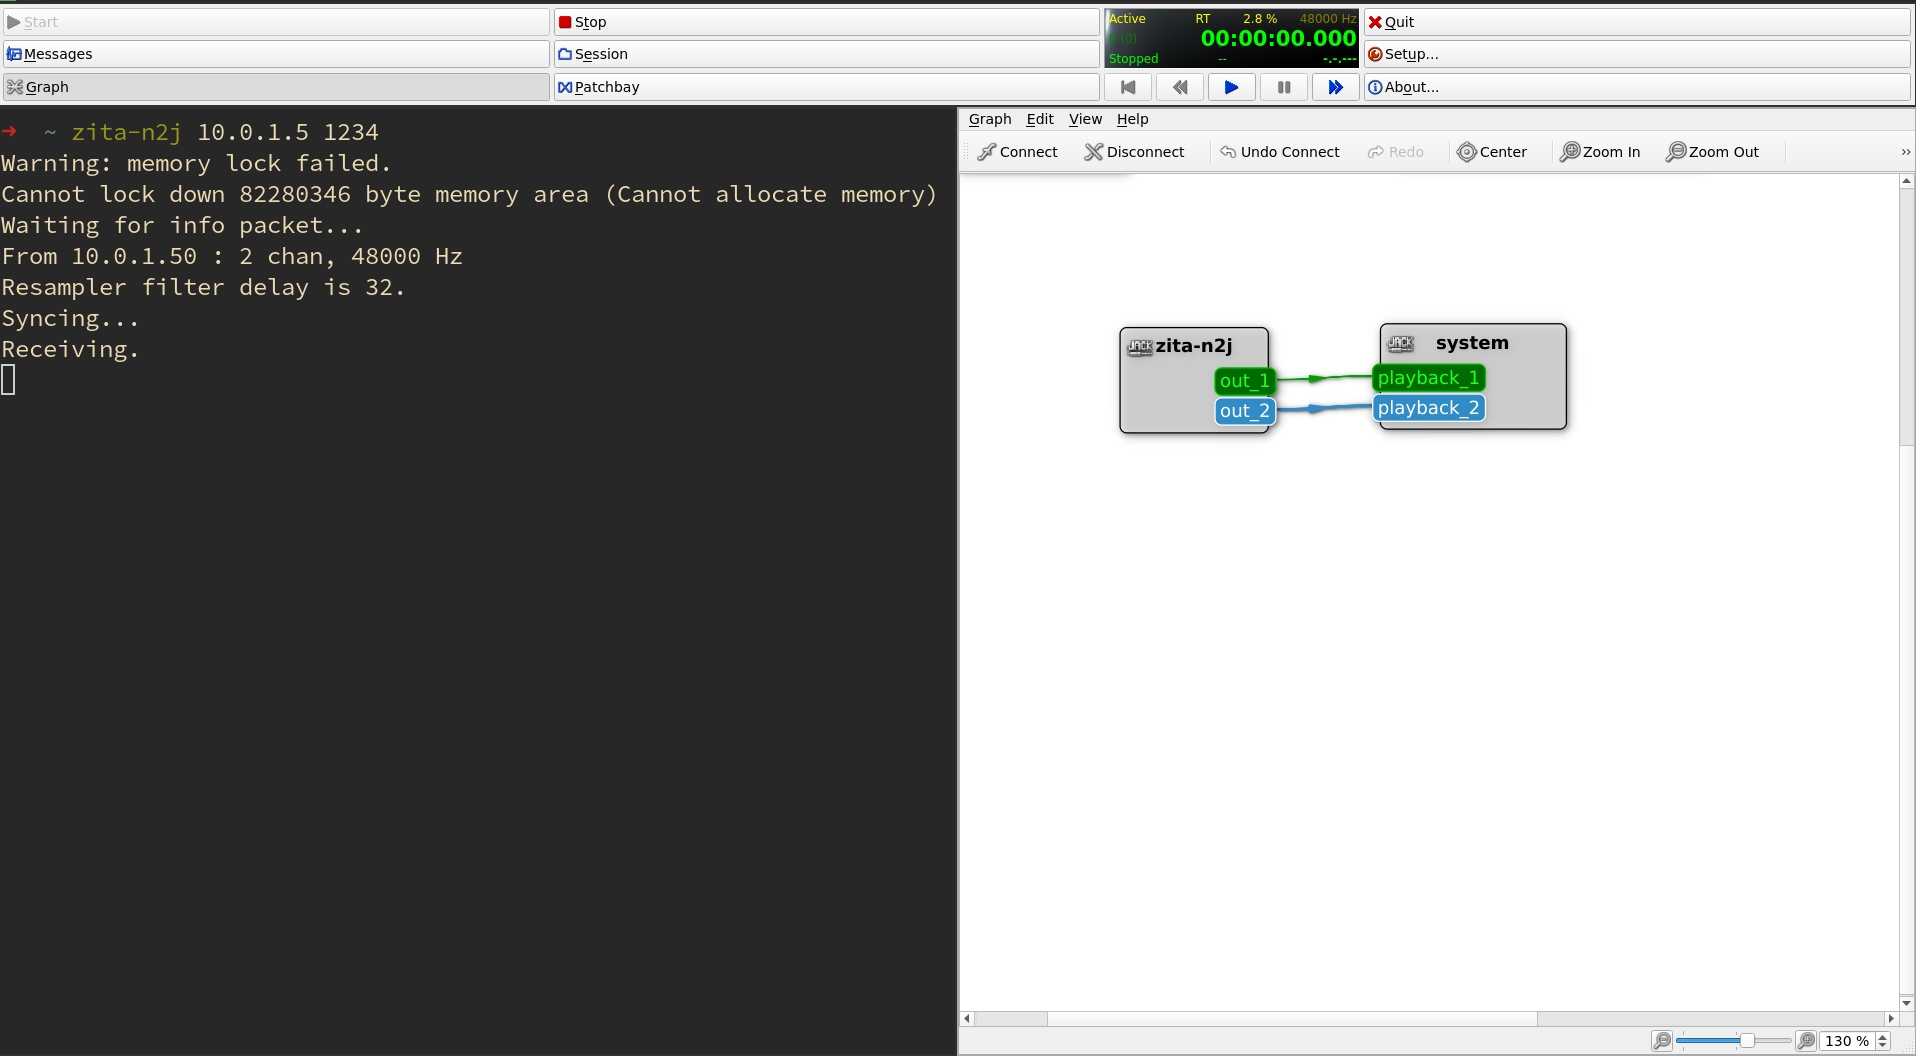 Start
Stop
Active RT 2.8 % 48000 Hz
0 (0) 00:00:00.000
Stopped -- -.-.---
Quit
Messages
Session
Setup...
Graph
Patchbay
About...
➜ ~ zita-n2j 10.0.1.5 1234
Warning: memory lock failed.
Cannot lock down 82280346 byte memory area (Cannot allocate memory)
Waiting for info packet...
From 10.0.1.50 : 2 chan, 48000 Hz
Resampler filter delay is 32.
Syncing...
Receiving.
Graph Edit View Help
Connect Disconnect Undo Connect Redo Center Zoom In Zoom Out »
JACK zita-n2j
out_1
out_2
JACK system
playback_1
playback_2
130 %